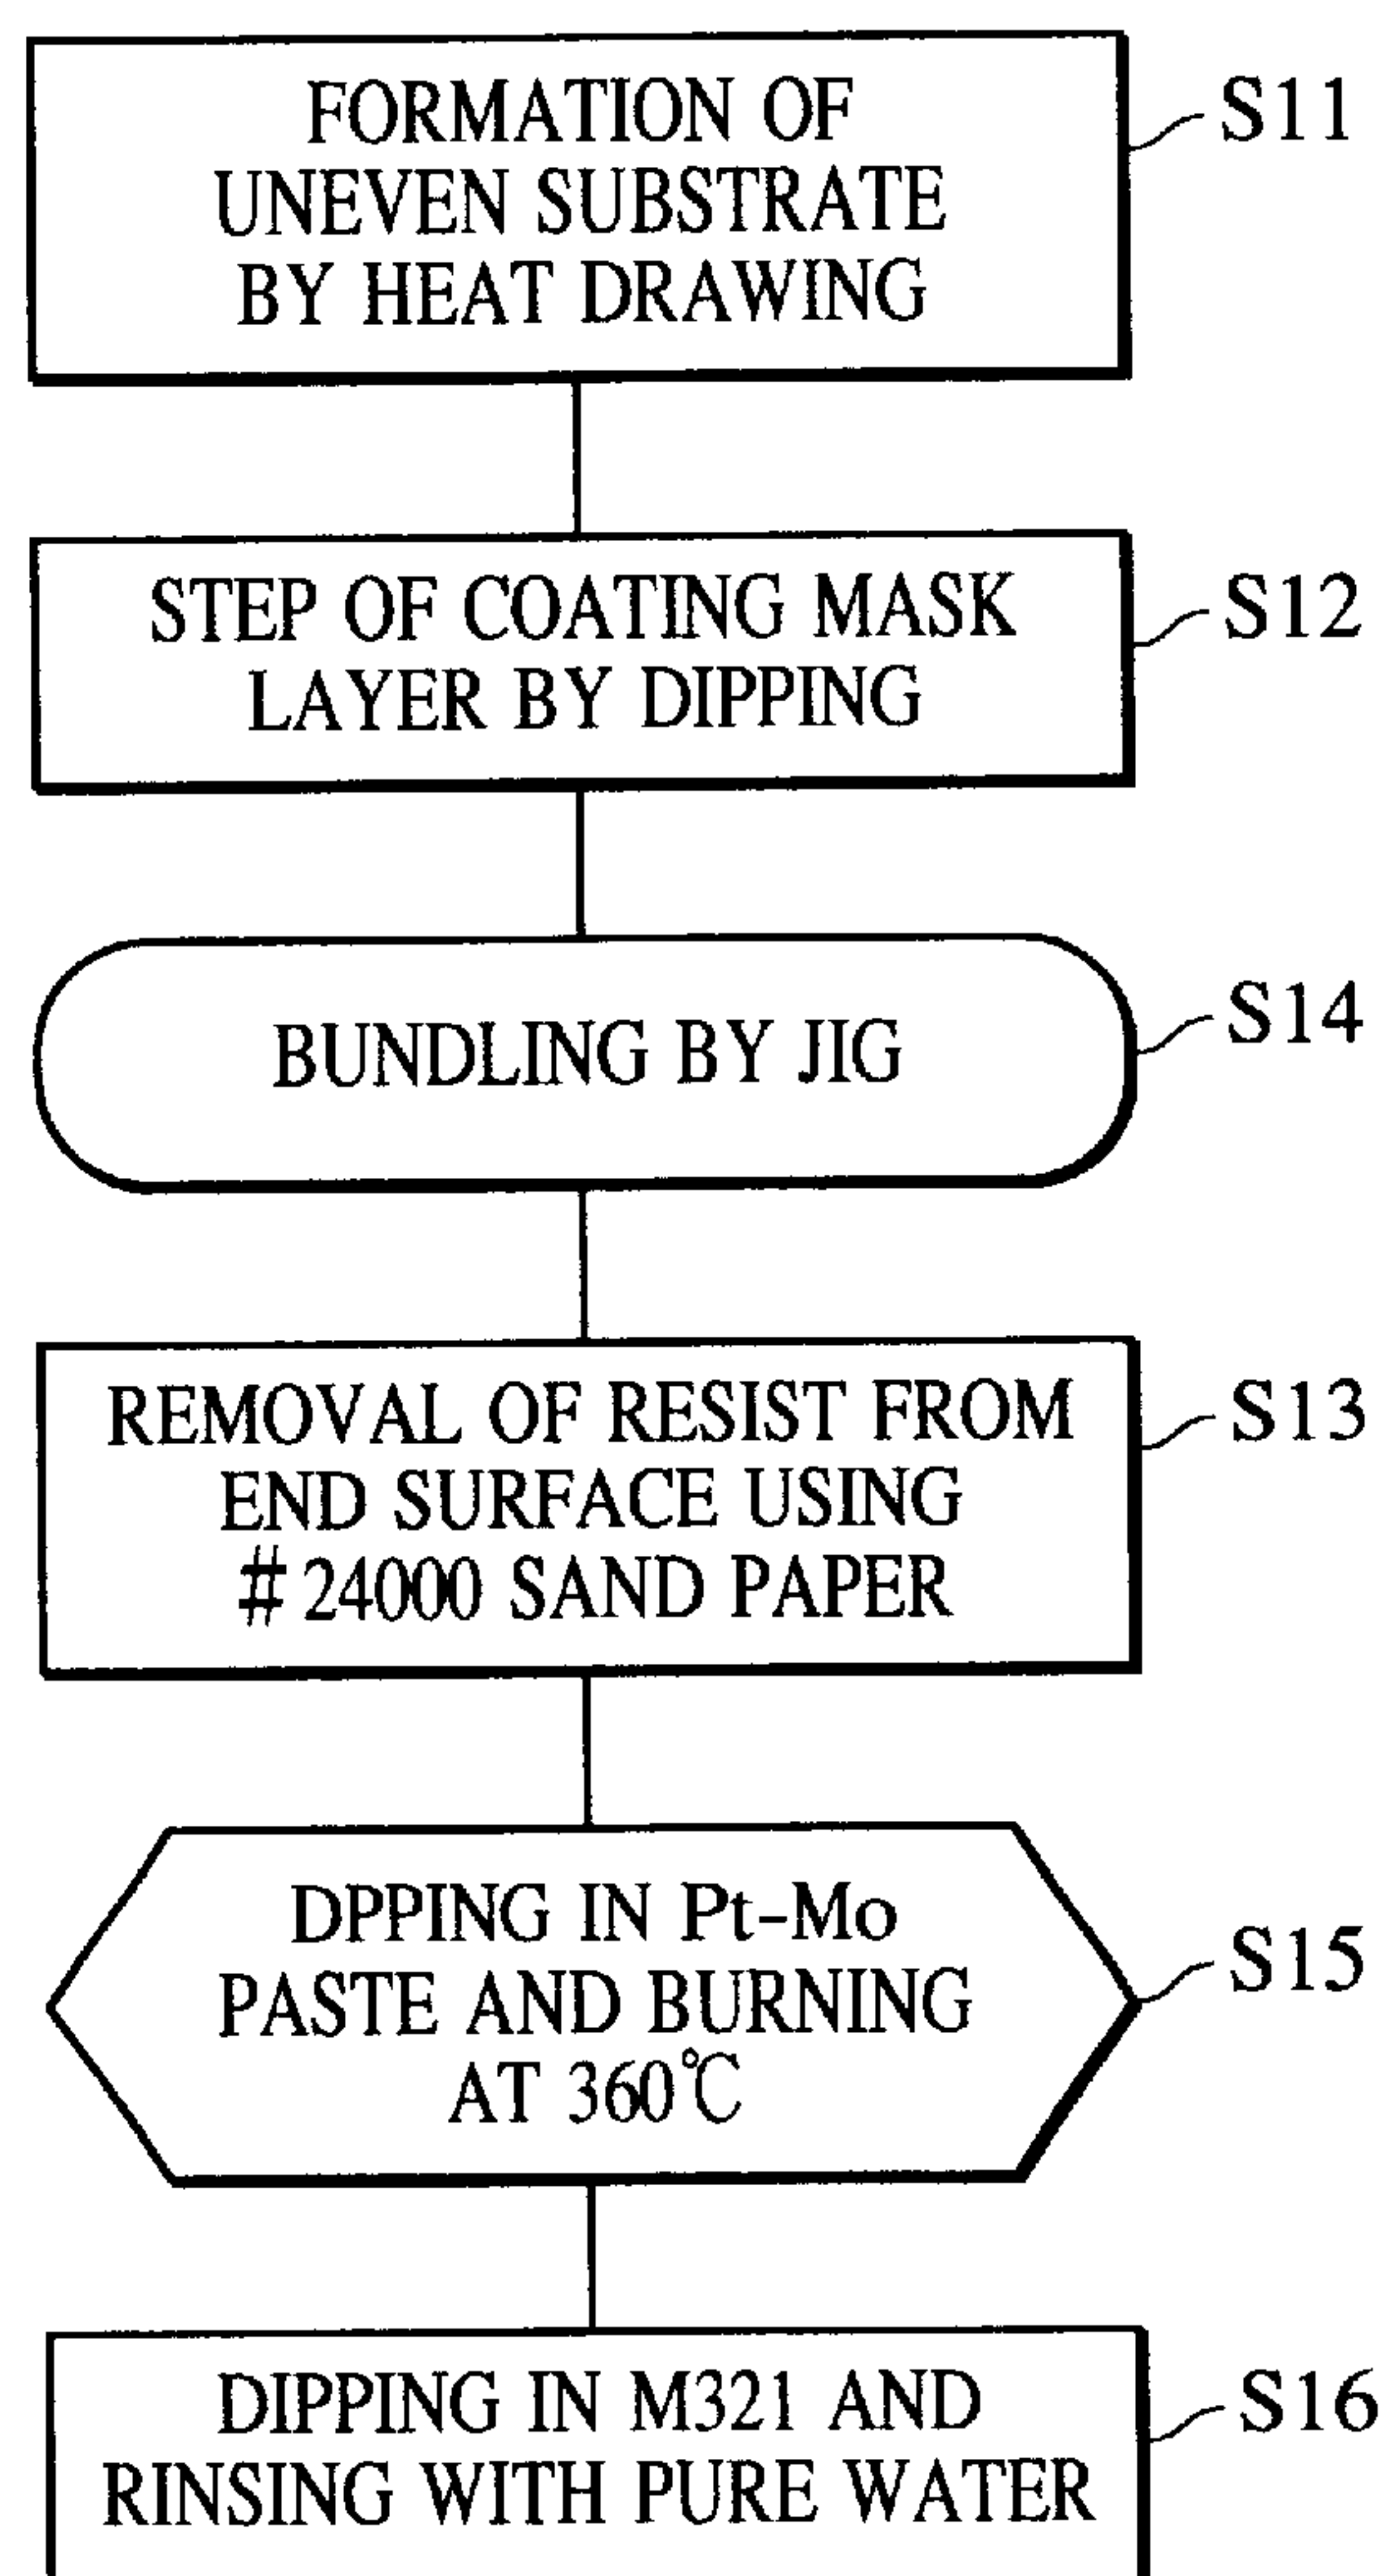 FORMATION OF
UNEVEN SUBSTRATE
BY HEAT DRAWING
S11
STEP OF COATING MASK
LAYER BY DIPPING
S12
BUNDLING BY JIG
S14
REMOVAL OF RESIST FROM
END SURFACE USING
#24000 SAND PAPER
S13
DPPING IN Pt-Mo
PASTE AND BURNING
AT 360℃
S15
DIPPING IN M321 AND
RINSING WITH PURE WATER
S16